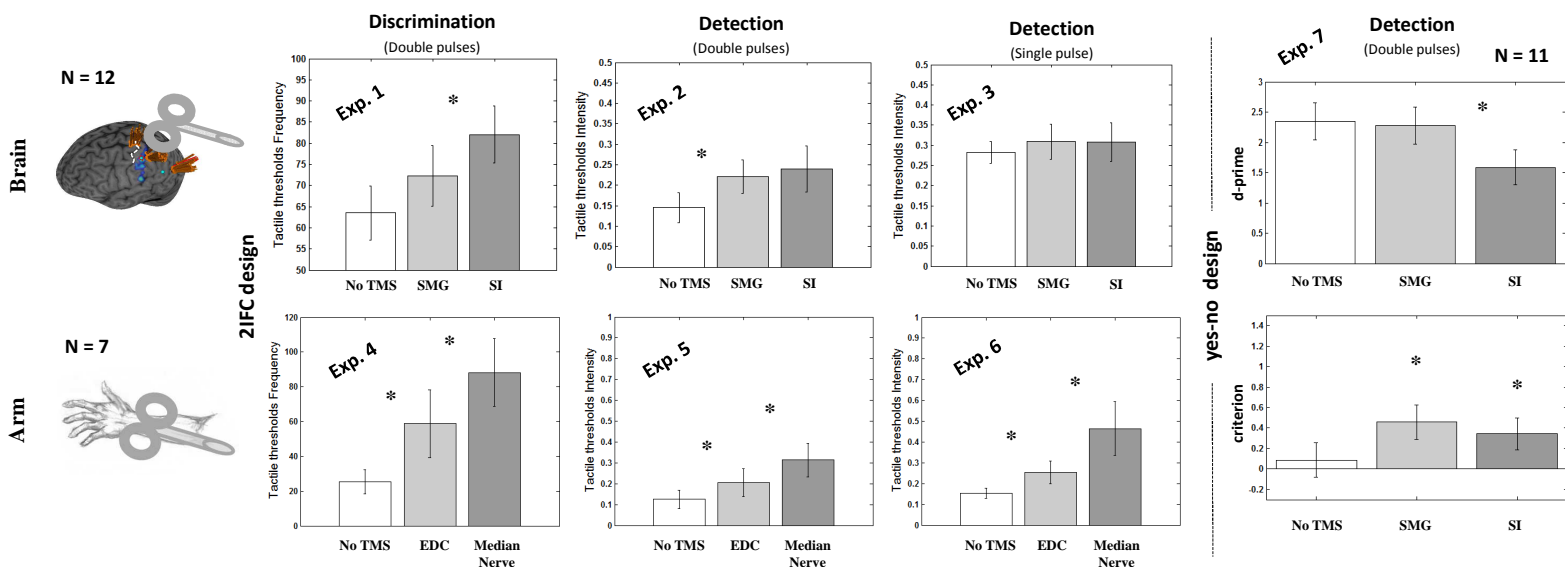 Discrimination
(Double pulses)
Detection
(Double pulses)
Detection
(Single pulse)
Detection
(Double pulses)
Brain
N = 12
2IFC design
Tactile thresholds Frequency
100
95
90
85
80
75
70
65
60
55
50
Exp. 1
*
No TMS SMG SI
Tactile thresholds Intensity
0.5
0.45
0.4
0.35
0.3
0.25
0.2
0.15
0.1
0.05
0
Exp. 2
*
No TMS SMG SI
Tactile thresholds Intensity
0.5
0.45
0.4
0.35
0.3
0.25
0.2
0.15
0.1
0.05
0
Exp. 3
No TMS SMG SI
yes-no design
Exp. 7
N = 11
d-prime
3
2.5
2
1.5
1
0.5
0
*
No TMS SMG SI
Arm
N = 7
Tactile thresholds Frequency
120
100
80
60
40
20
0
Exp. 4
*
*
No TMS EDC Median
Nerve
Tactile thresholds Intensity
1
0.9
0.8
0.7
0.6
0.5
0.4
0.3
0.2
0.1
0
Exp. 5
*
*
No TMS EDC Median
Nerve
Tactile thresholds Intensity
1
0.9
0.8
0.7
0.6
0.5
0.4
0.3
0.2
0.1
0
Exp. 6
*
*
No TMS EDC Median
Nerve
criterion
1.4
1.2
1
0.8
0.6
0.4
0.2
0
-0.2
*
*
No TMS SMG SI